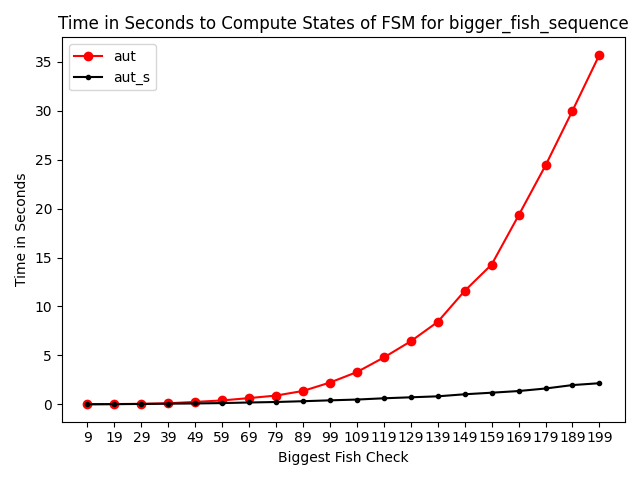 Time in Seconds to Compute States of FSM for bigger_fish_sequence
aut
aut_s
35
30
25
20
15
10
5
0
Time in Seconds
9 19 29 39 49 59 69 79 89 99 109 119 129 139 149 159 169 179 189 199
Biggest Fish Check